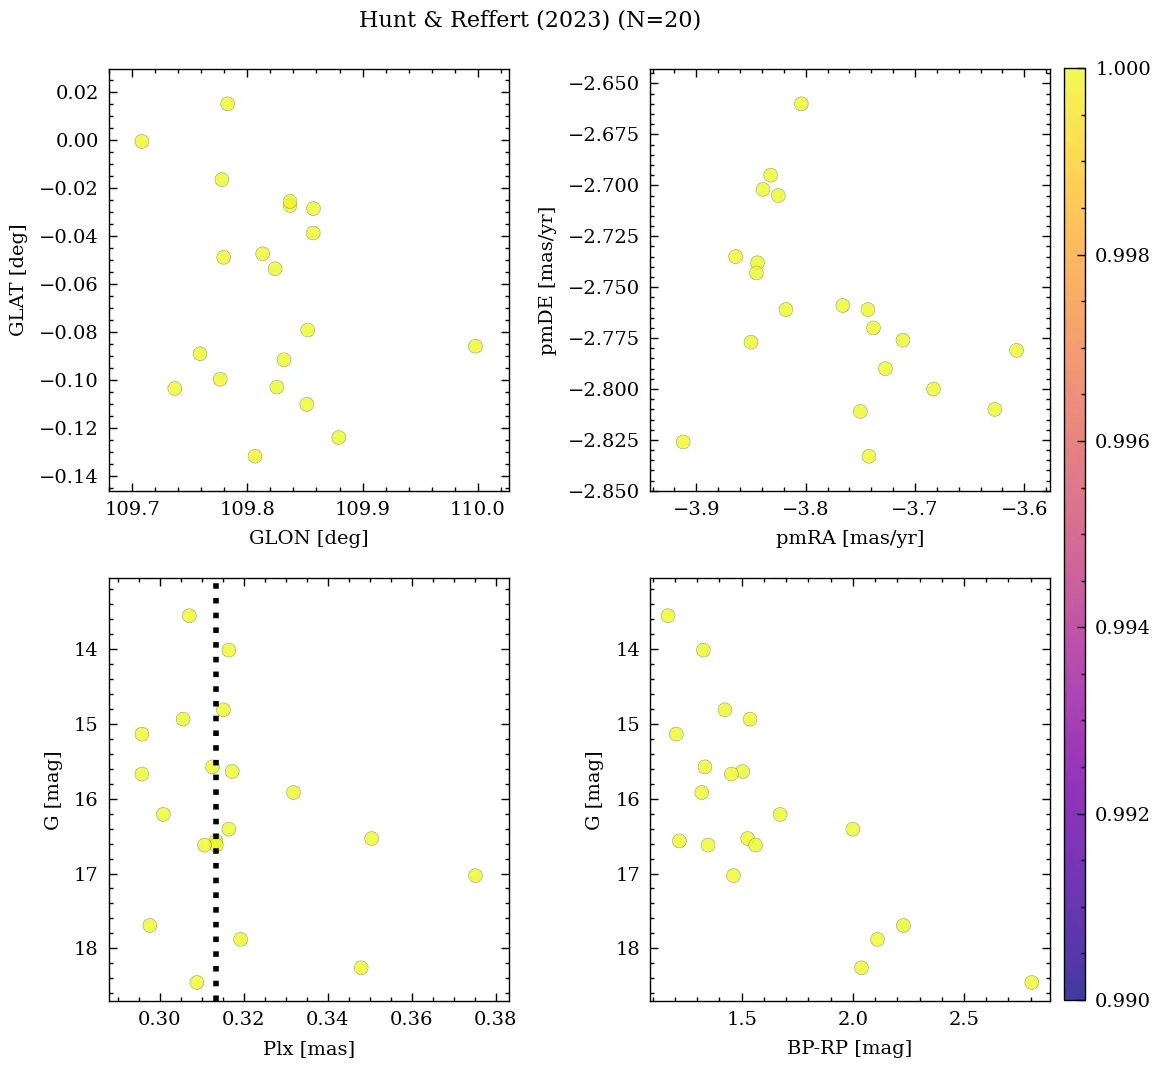 Hunt & Reffert (2023) (N=20)
0.02
0.00
−0.02
−0.04
−0.06
−0.08
−0.10
−0.12
−0.14
GLAT [deg]
109.7 109.8 109.9 110.0
GLON [deg]
−2.650
−2.675
−2.700
−2.725
−2.750
−2.775
−2.800
−2.825
−2.850
pmDE [mas/yr]
−3.9 −3.8 −3.7 −3.6
pmRA [mas/yr]
14
15
16
17
18
G [mag]
0.30 0.32 0.34 0.36 0.38
Plx [mas]
14
15
16
17
18
G [mag]
1.5 2.0 2.5
BP-RP [mag]
1.000
0.998
0.996
0.994
0.992
0.990